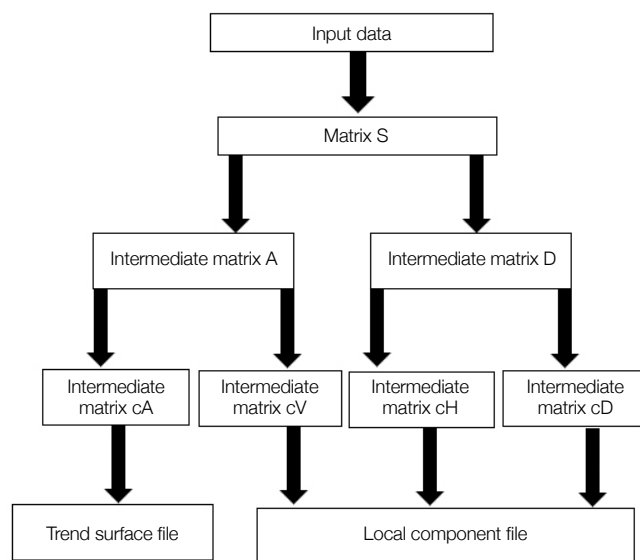 Input data
Matrix S
Intermediate matrix A
Intermediate matrix D
Intermediate
matrix cA
Intermediate
matrix cV
Intermediate
matrix cH
Intermediate
matrix cD
Trend surface file
Local component file